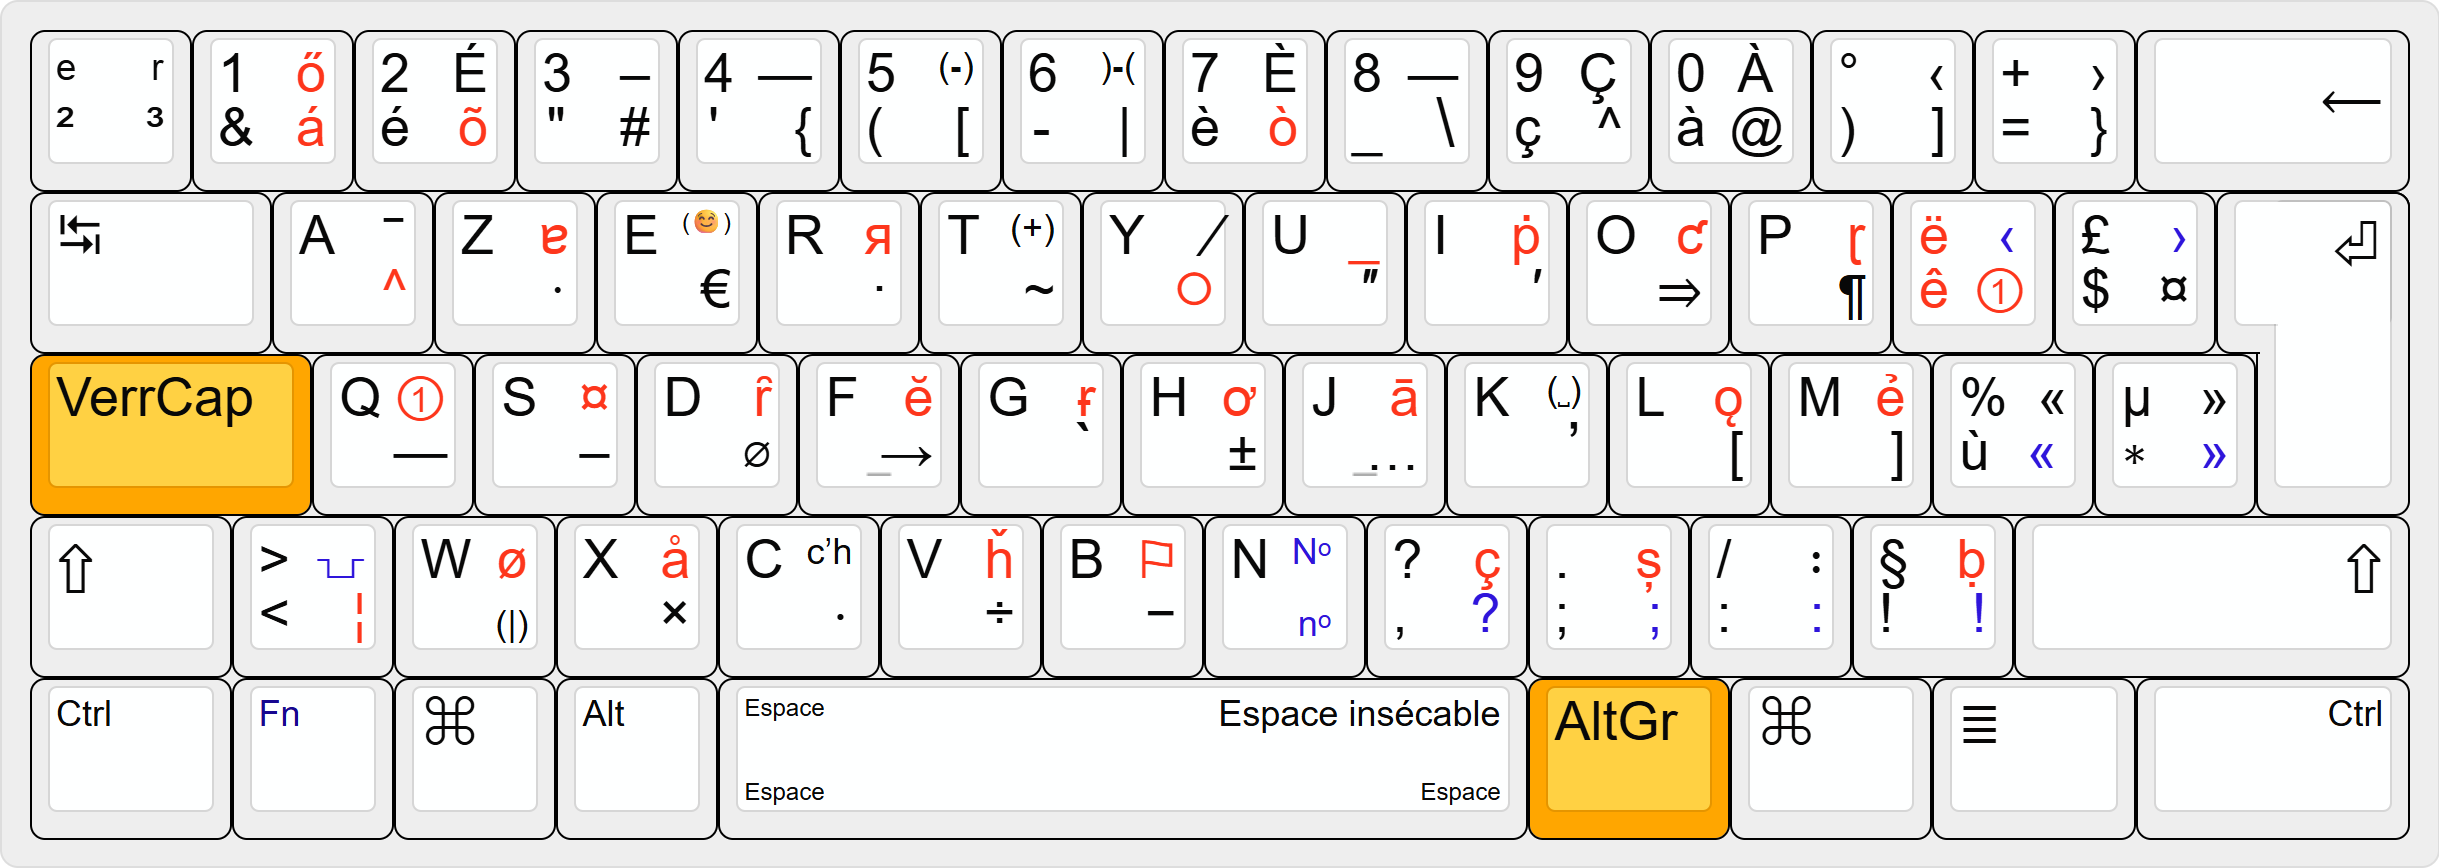 e r 1 ő 2 É 3 – 4 — 5 (-) 6 )-( 7 È 8 — 9 Ç 0 À ° ‹ + ›
² ³ & á é õ " # ' { ( [ - | è ò _ \ ç ^ à @ ) ] = } ←
↹ A ¯ Z ɐ E (😊) R ᴙ T (+) Y ⁄ U _ I ṗ O ƈ P ɽ ë ‹ £ › ⏎
^ . € · ~ ○ ″ ′ ⇒ ¶ ê ① $ ¤
VerrCap Q ① S ¤ D ȓ F ĕ G ꞧ H ơ J ā K (⎵) L ǫ M ẻ % « µ »
— – ∅ _→ ` ± _… ’ [ ] ù « * »
⇧ > W ø X å C c’h V ȟ B ⚐ N Nᵒ ? ç . ș / : § ḅ ⇧
< ¦ (|) × · ÷ − nᵒ , ? ; ; : : ! !
Ctrl Fn ⌘ Alt Espace Espace insécable AltGr ⌘ ≣ Ctrl
Espace Espace